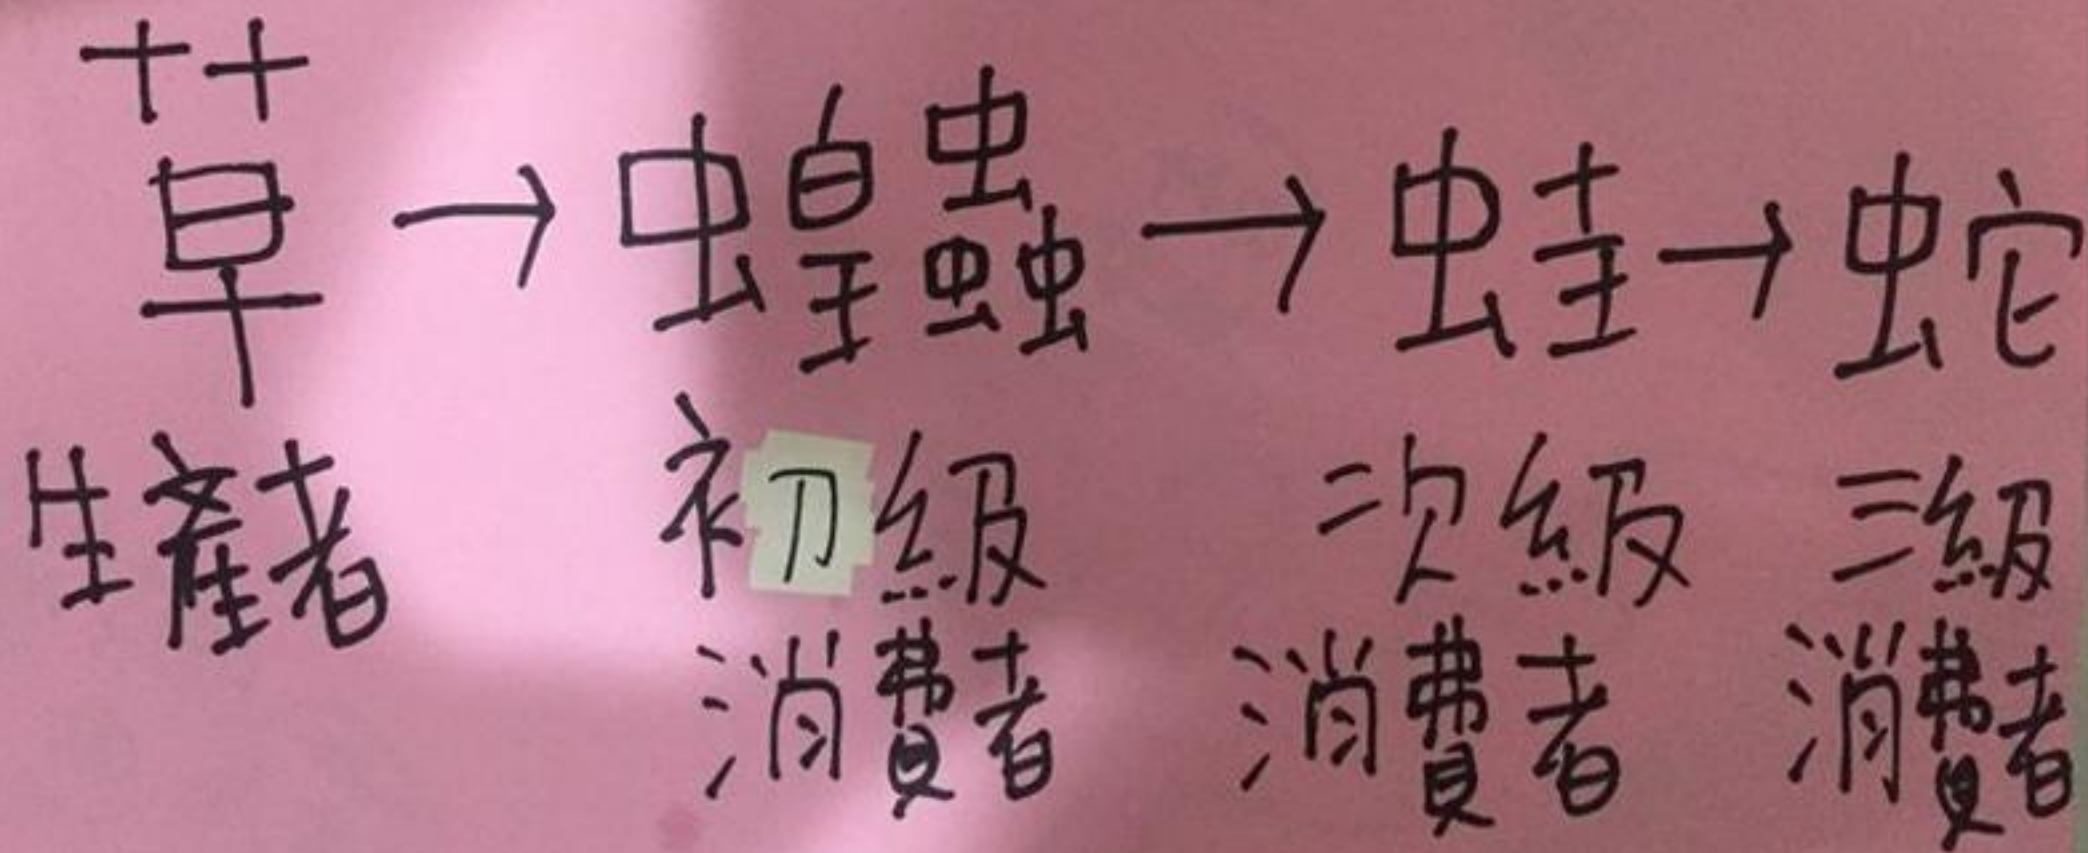 草→蝗蟲→蛙→蛇
生產者 初級 次級 三級
消費者 消費者 消費者